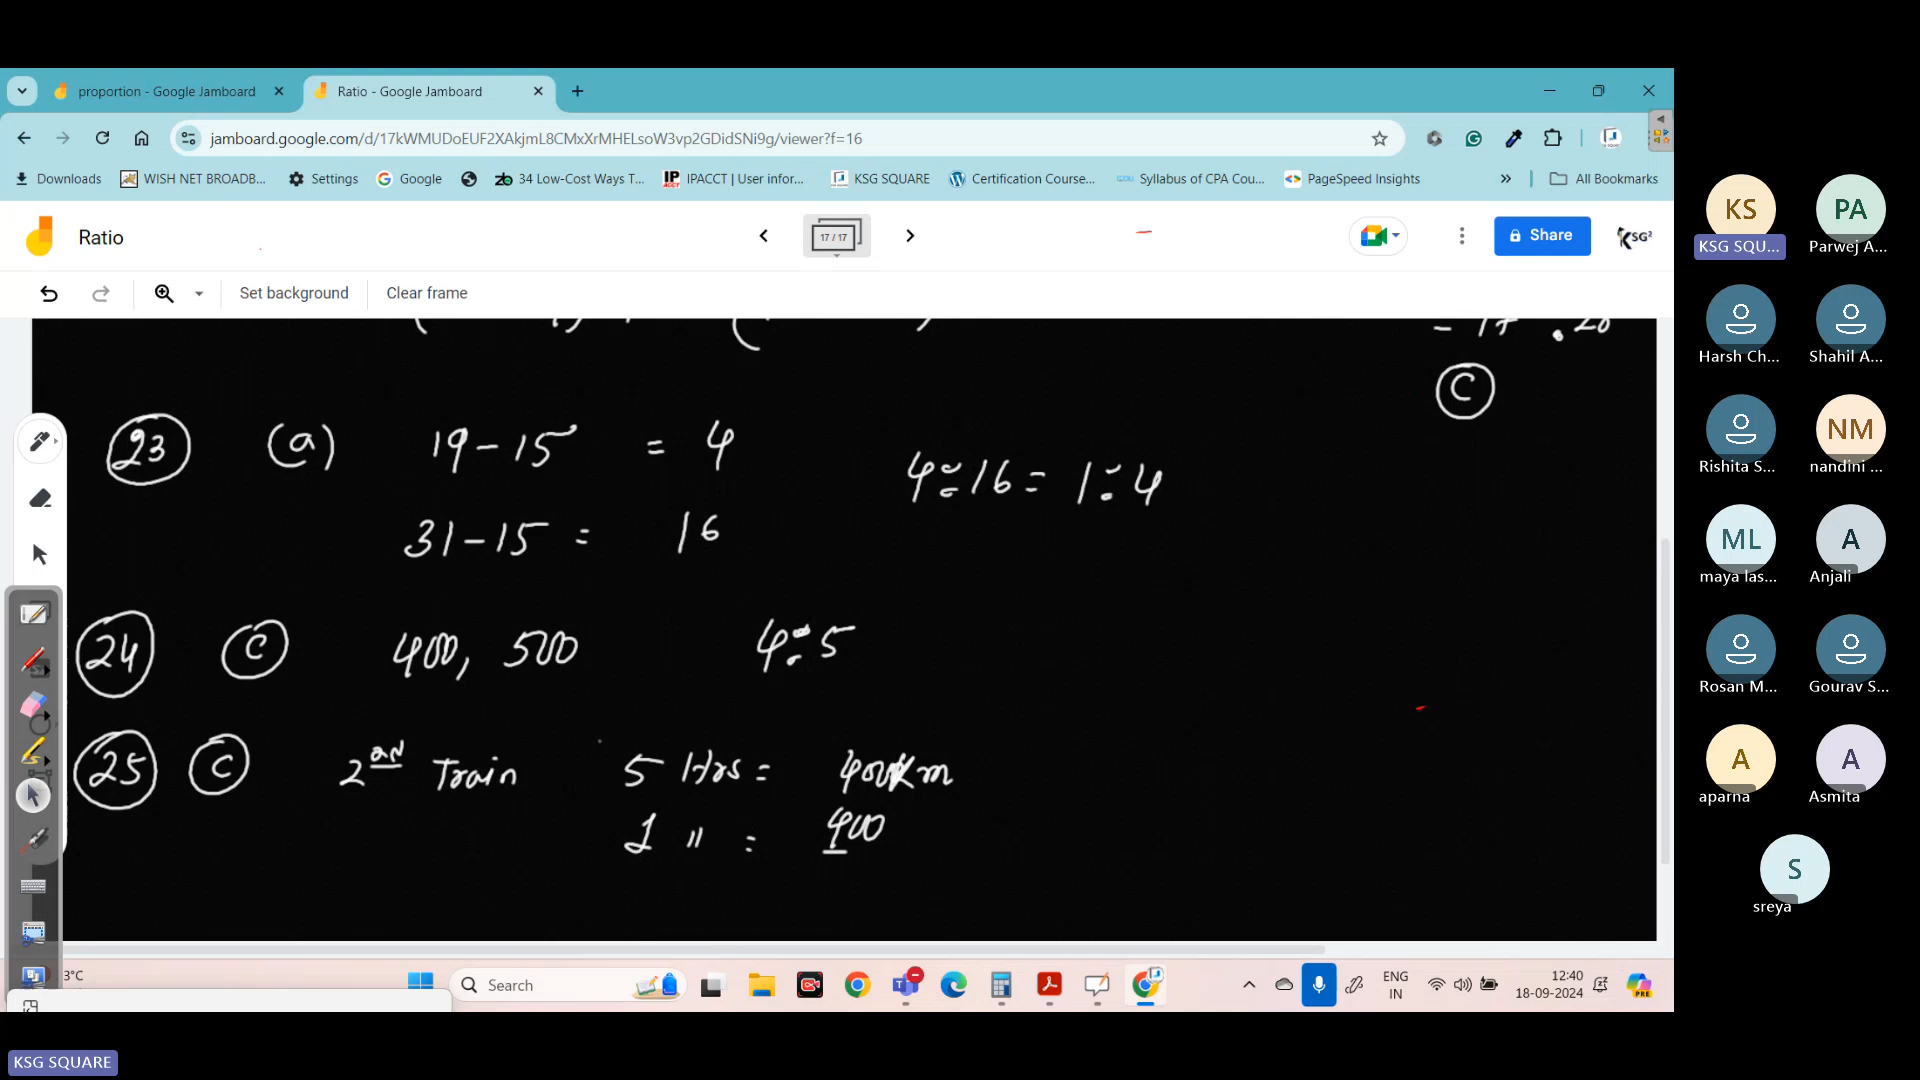 proportion - Google Jamboard
Ratio - Google Jamboard
jamboard.google.com/d/17kWMUDoEUF2XAkjmL8CMxXrMHELsoW3vp2GDidSNi9g/viewer?f=16
Downloads
WISH NET BROADB...
Settings
Google
34 Low-Cost Ways T...
IPACCT | User infor...
KSG SQUARE
Certification Course...
Syllabus of CPA Cou...
PageSpeed Insights
All Bookmarks
Ratio
17 / 17
Share
KSG²
Set background
Clear frame
C
23 (a) 19 - 15 = 4
4 : 16 = 1 : 4
31 - 15 = 16
24 C 400, 500 4 : 5
25 C 2nd Train 5 Hrs = 400Km
1 " = 400
3°C
Search
ENG
IN
12:40
18-09-2024
PRE
KS
KSG SQU...
PA
Parwej A...
Harsh Ch...
Shahil A...
Rishita S...
NM
nandini ...
ML
maya las...
A
Anjali
Rosan M...
Gourav S...
A
aparna
A
Asmita
S
sreya
KSG SQUARE